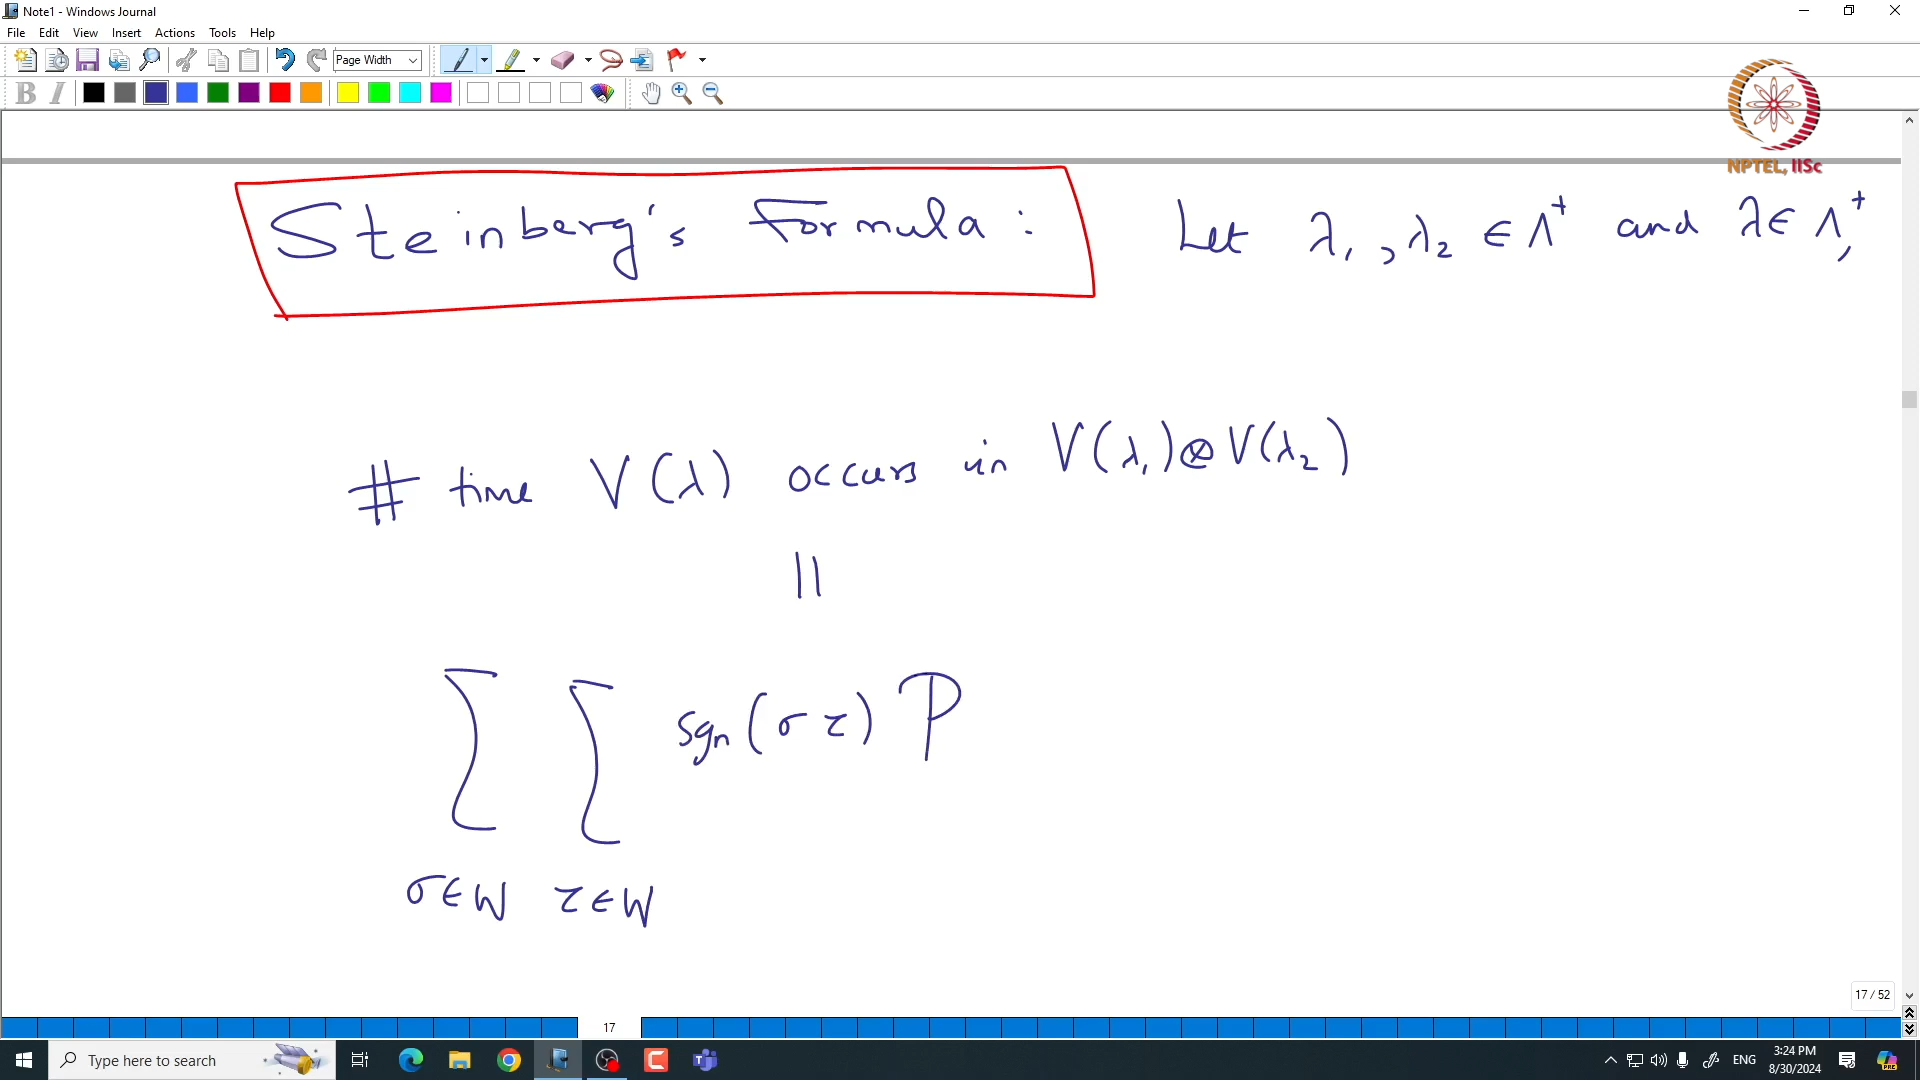 Note1 - Windows Journal
File Edit View Insert Actions Tools Help
Page Width
B I
NPTEL, IISc
Steinberg's Formula : Let λ₁, λ₂ ∈ Λ⁺ and λ ∈ Λ⁺,
# time V(λ) occurs in V(λ₁) ⊗ V(λ₂)
||
∑ ∑ sgn(στ) P
σ∈W τ∈W
17 / 52
17
Type here to search
ENG
3:24 PM
8/30/2024